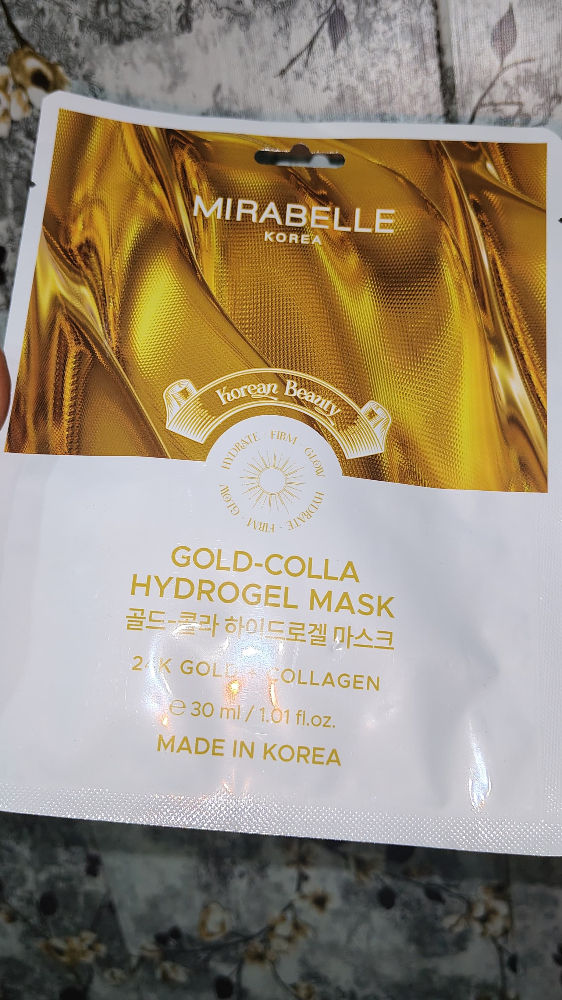 MIRABELLE
KOREA
Korean Beauty
HYDRATE FIRM GLOW HYDRATE - FIRM - GLOW
GOLD-COLLA
HYDROGEL MASK
골드-콜라 하이드로겔 마스크
24K GOLD + COLLAGEN
℮ 30 ml / 1.01 fl.oz.
MADE IN KOREA